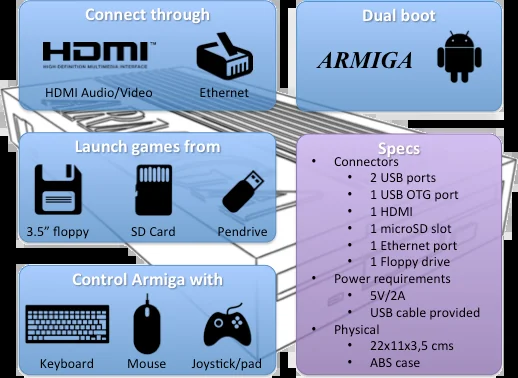 Connect through
HDMI™
HIGH DEFINITION MULTIMEDIA INTERFACE
HDMI Audio/Video
Ethernet
Dual boot
ARMIGA
Launch games from
3.5” floppy
SD Card
Pendrive
Control Armiga with
Keyboard
Mouse
Joystick/pad
Specs
• Connectors
• 2 USB ports
• 1 USB OTG port
• 1 HDMI
• 1 microSD slot
• 1 Ethernet port
• 1 Floppy drive
• Power requirements
• 5V/2A
• USB cable provided
• Physical
• 22x11x3,5 cms
• ABS case